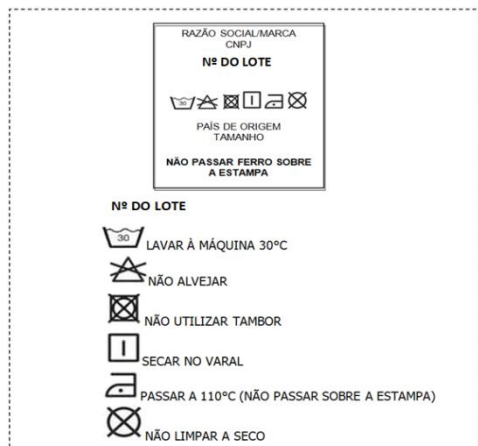 RAZÃO SOCIAL/MARCA
CNPJ
Nº DO LOTE
30
PAÍS DE ORIGEM
TAMANHO
NÃO PASSAR FERRO SOBRE
A ESTAMPA
Nº DO LOTE
30 LAVAR À MÁQUINA 30°C
NÃO ALVEJAR
NÃO UTILIZAR TAMBOR
SECAR NO VARAL
PASSAR A 110°C (NÃO PASSAR SOBRE A ESTAMPA)
NÃO LIMPAR A SECO